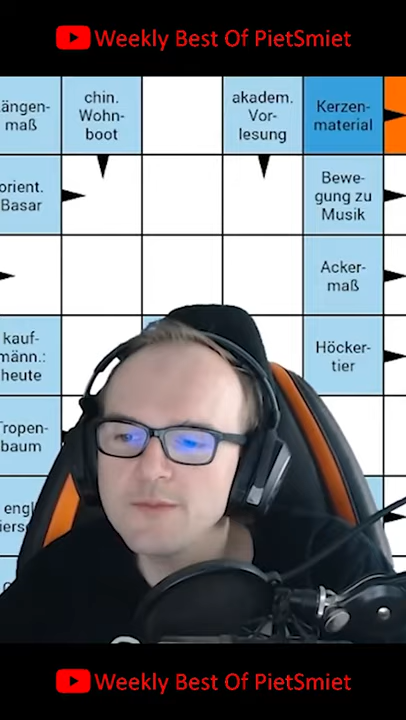 Weekly Best Of PietSmiet
ängen-
maß
chin.
Wohn-
boot
akadem.
Vor-
lesung
Kerzen-
material
orient.
Basar
Bewe-
gung zu
Musik
Acker-
maß
kauf-
männ.:
heute
Höcker-
tier
Tropen-
baum
engl
Weekly Best Of PietSmiet